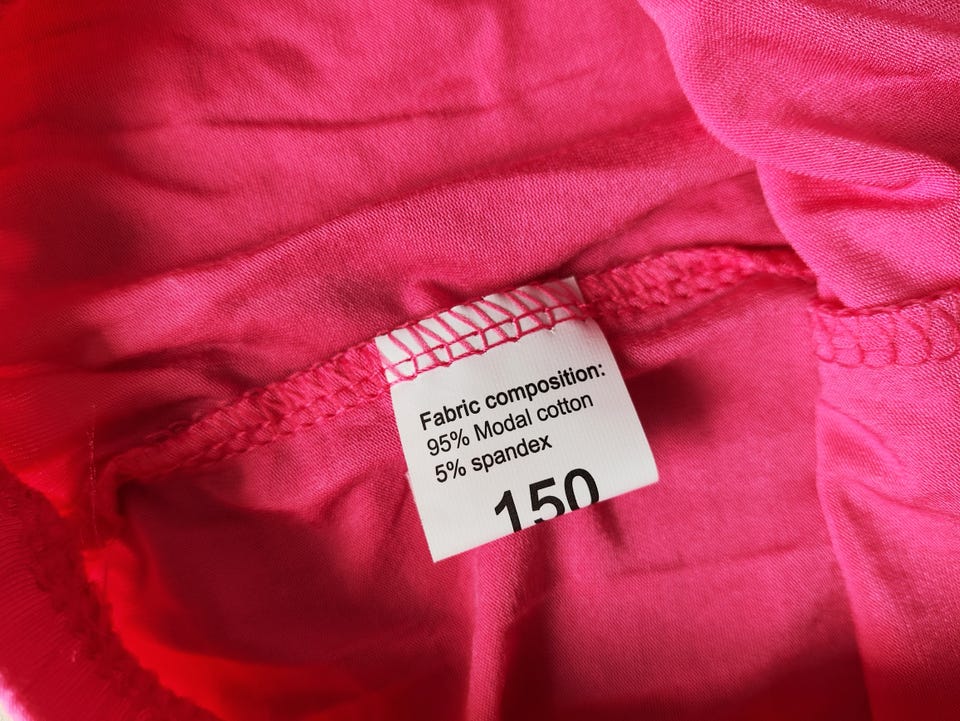 Fabric composition:
95% Modal cotton
5% spandex
150